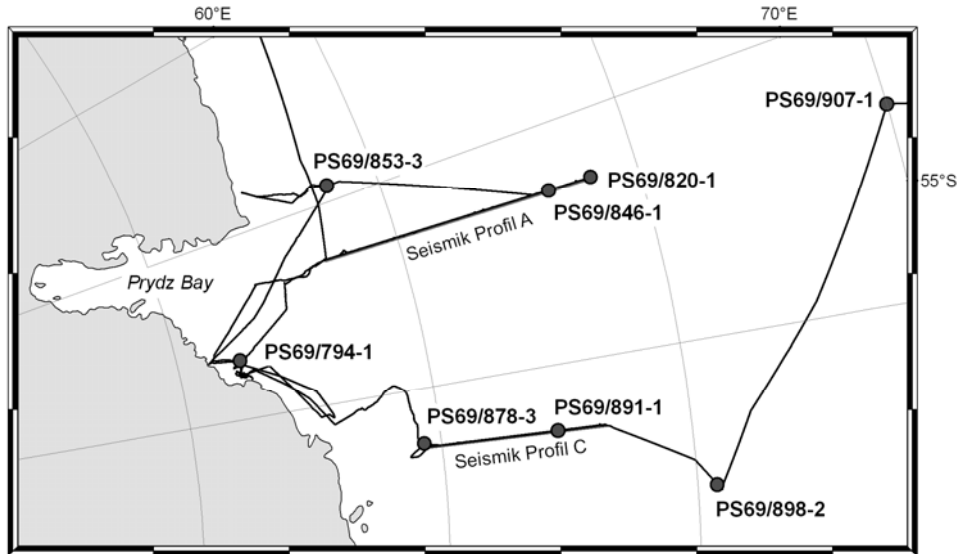 60°E
70°E
PS69/907-1
PS69/853-3
PS69/820-1
55°S
PS69/846-1
Seismik Profil A
Prydz Bay
PS69/794-1
PS69/878-3
PS69/891-1
Seismik Profil C
PS69/898-2